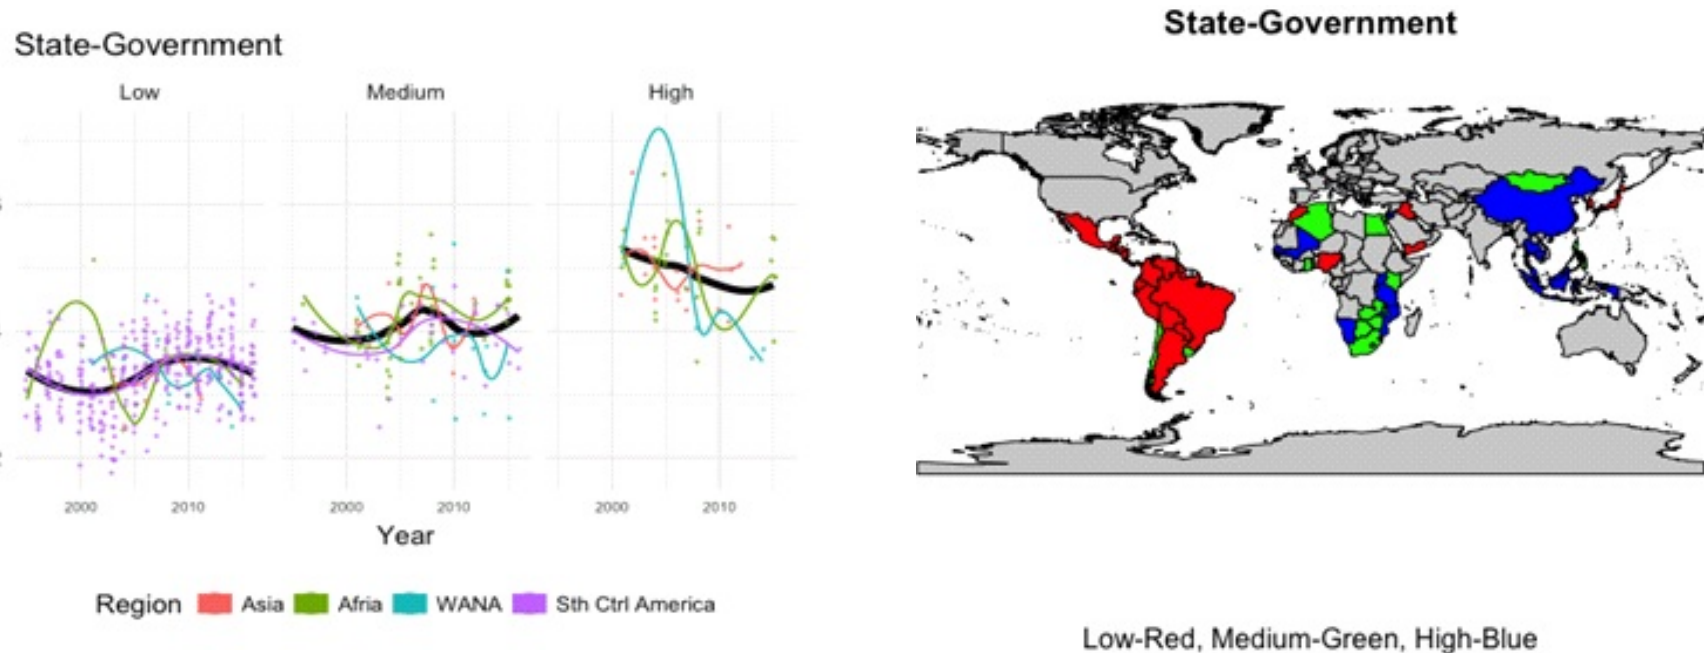 State-Government
Low Medium High
2000 2010 2000 2010 2000 2010
Year
Region Asia Afria WANA Sth Ctrl America
State-Government
Low-Red, Medium-Green, High-Blue